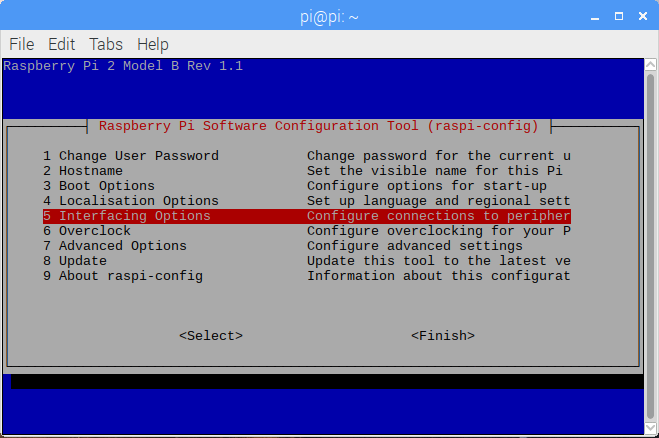 pi@pi: ~
File Edit Tabs Help
Raspberry Pi 2 Model B Rev 1.1
Raspberry Pi Software Configuration Tool (raspi-config)
1 Change User Password Change password for the current u
2 Hostname Set the visible name for this Pi
3 Boot Options Configure options for start-up
4 Localisation Options Set up language and regional sett
5 Interfacing Options Configure connections to peripher
6 Overclock Configure overclocking for your P
7 Advanced Options Configure advanced settings
8 Update Update this tool to the latest ve
9 About raspi-config Information about this configurat
<Select> <Finish>